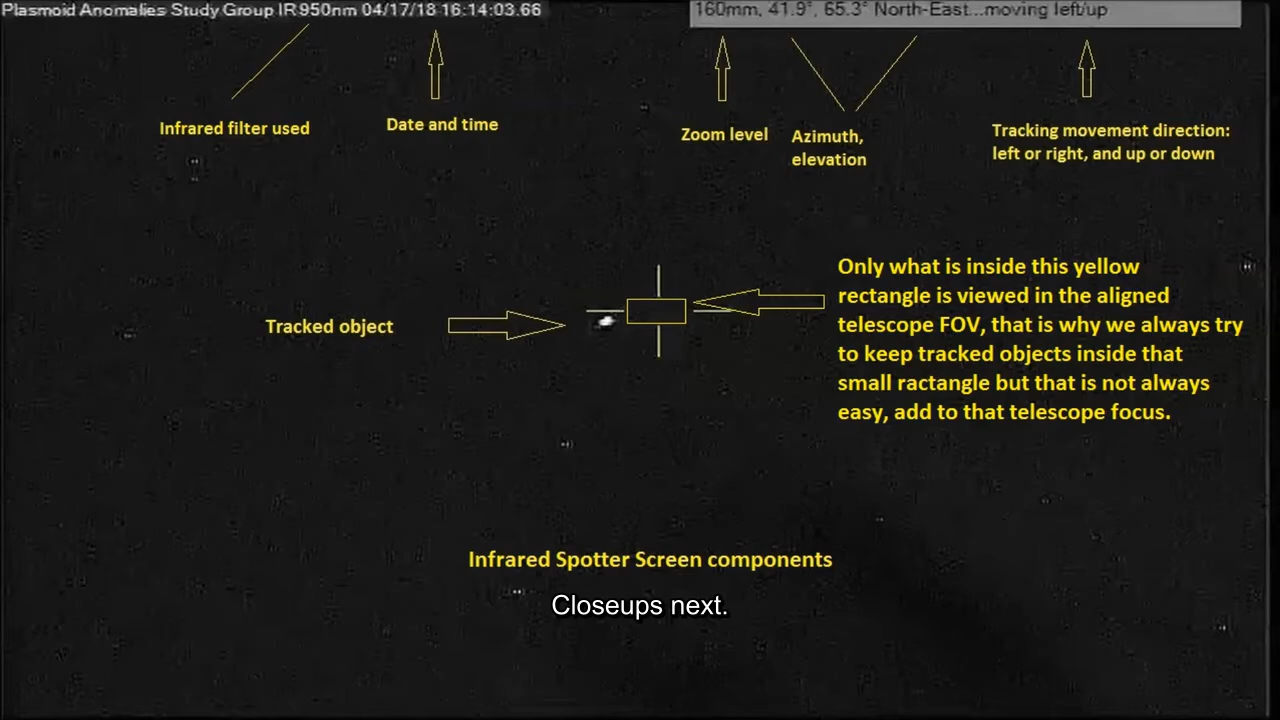 Plasmoid Anomalies Study Group IR 950nm 04/17/18 16:14:03.66
160mm, 41.9°, 65.3° North-East...moving left/up
Infrared filter used
Date and time
Zoom level
Azimuth,
elevation
Tracking movement direction:
left or right, and up or down
Tracked object
Only what is inside this yellow
rectangle is viewed in the aligned
telescope FOV, that is why we always try
to keep tracked objects inside that
small ractangle but that is not always
easy, add to that telescope focus.
Infrared Spotter Screen components
Closeups next.